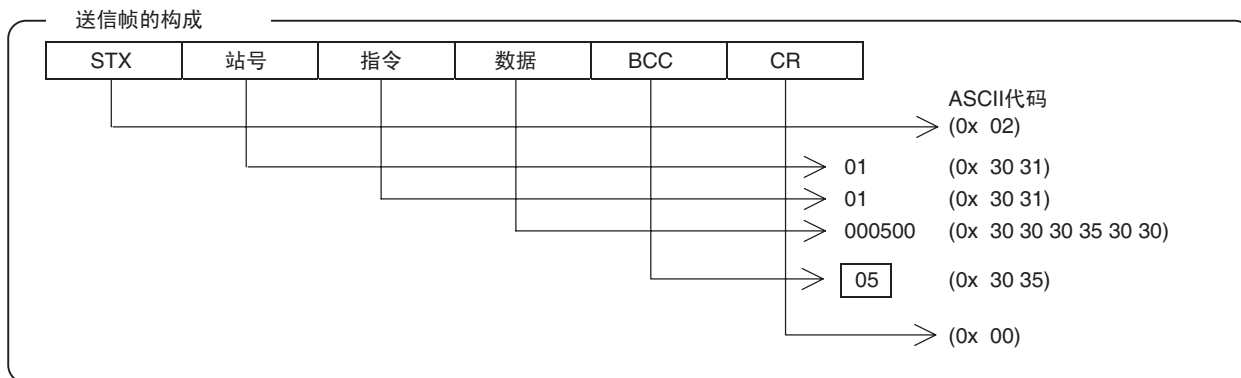 送信帧的构成
STX 站号 指令 数据 BCC CR
ASCII代码
(0x 02)
01 (0x 30 31)
01 (0x 30 31)
000500 (0x 30 30 30 35 30 30)
05 (0x 30 35)
(0x 00)